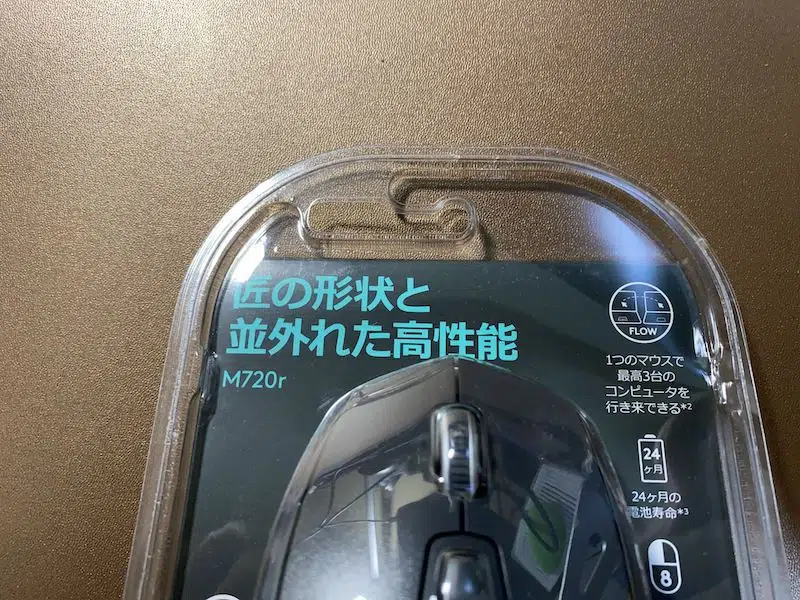 匠の形状と
並外れた高性能
M720r
FLOW
1つのマウスで
最高3台の
コンピュータを
行き来できる*2
24
ヶ月
24ヶ月の
電池寿命*3
8